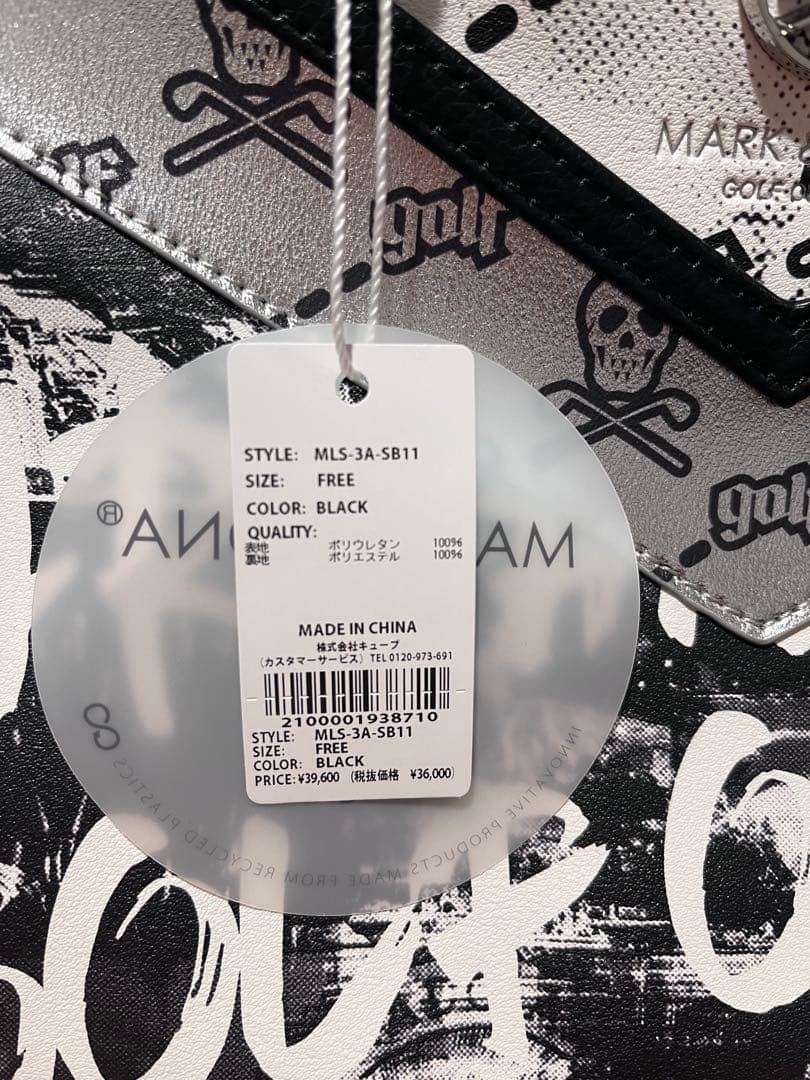 MARK &
GOLF
golf
golf
STYLE: MLS-3A-SB11
SIZE: FREE
COLOR: BLACK
QUALITY:
表地 ポリウレタン 100%
裏地 ポリエステル 100%
MADE IN CHINA
株式会社キューブ
(カスタマーサービス) TEL 0120-973-691
2100001938710
STYLE: MLS-3A-SB11
SIZE: FREE
COLOR: BLACK
PRICE: ¥39,600 (税抜価格 ¥36,000)
INNOVATIVE PRODUCTS MADE FROM RECYCLED PLASTICS